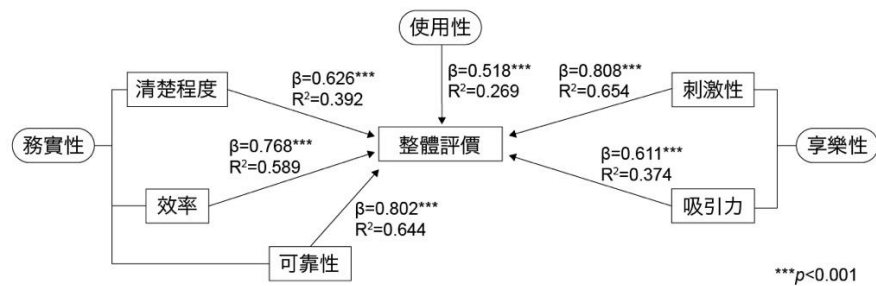 使用性
β=0.518***
R²=0.269
清楚程度
β=0.626***
R²=0.392
β=0.808***
R²=0.654
刺激性
務實性
β=0.768***
R²=0.589
整體評價
β=0.611***
R²=0.374
享樂性
效率
β=0.802***
R²=0.644
吸引力
可靠性
***p<0.001